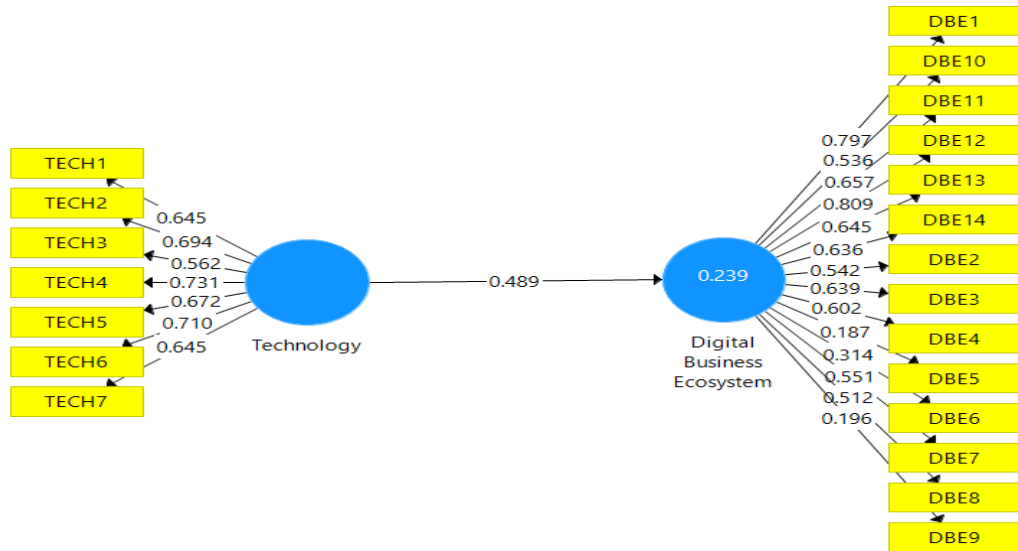 TECH1
TECH2
TECH3
TECH4
TECH5
TECH6
TECH7
0.645
0.694
0.562
0.731
0.672
0.710
0.645
Technology
0.489
0.239
Digital
Business
Ecosystem
0.797
0.536
0.657
0.809
0.645
0.636
0.542
0.639
0.602
0.187
0.314
0.551
0.512
0.196
DBE1
DBE10
DBE11
DBE12
DBE13
DBE14
DBE2
DBE3
DBE4
DBE5
DBE6
DBE7
DBE8
DBE9